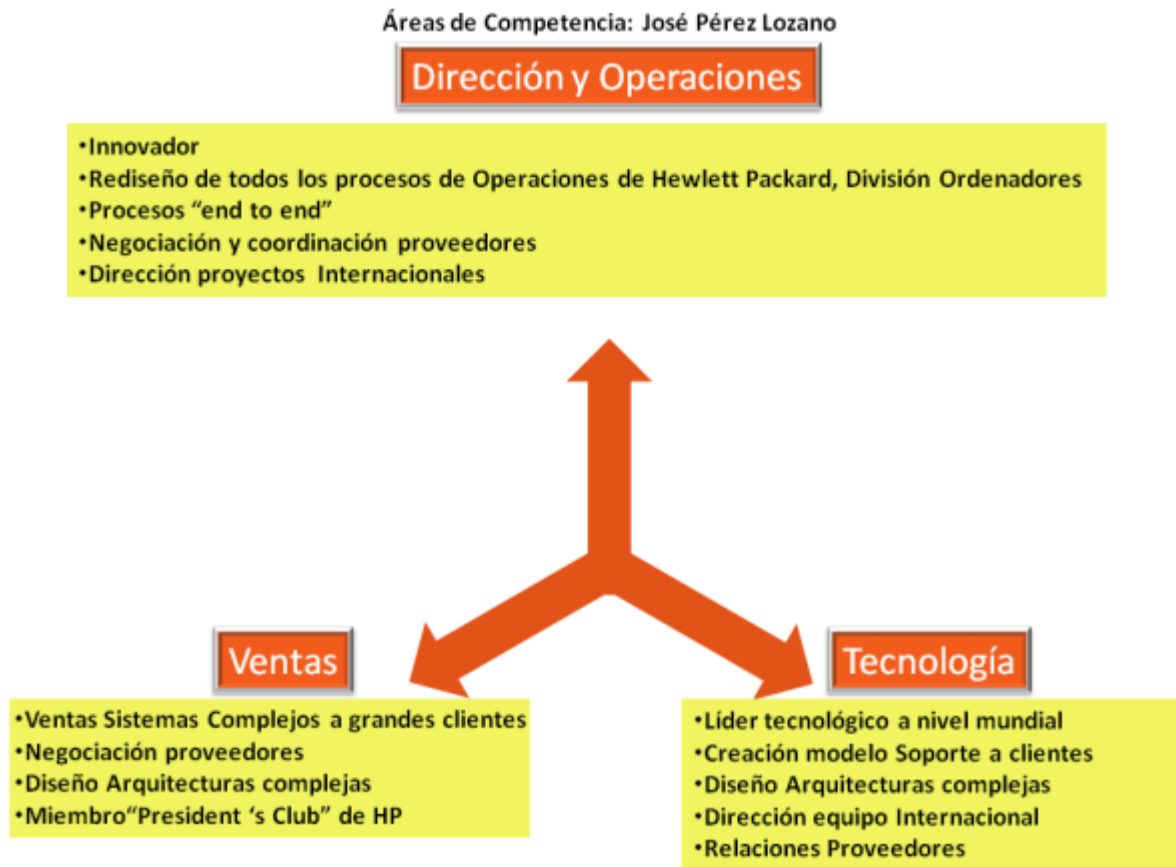 Áreas de Competencia: José Pérez Lozano
Dirección y Operaciones
•Innovador
•Rediseño de todos los procesos de Operaciones de Hewlett Packard, División Ordenadores
•Procesos “end to end”
•Negociación y coordinación proveedores
•Dirección proyectos Internacionales
Ventas
•Ventas Sistemas Complejos a grandes clientes
•Negociación proveedores
•Diseño Arquitecturas complejas
•Miembro“President ‘s Club” de HP
Tecnología
•Líder tecnológico a nivel mundial
•Creación modelo Soporte a clientes
•Diseño Arquitecturas complejas
•Dirección equipo Internacional
•Relaciones Proveedores